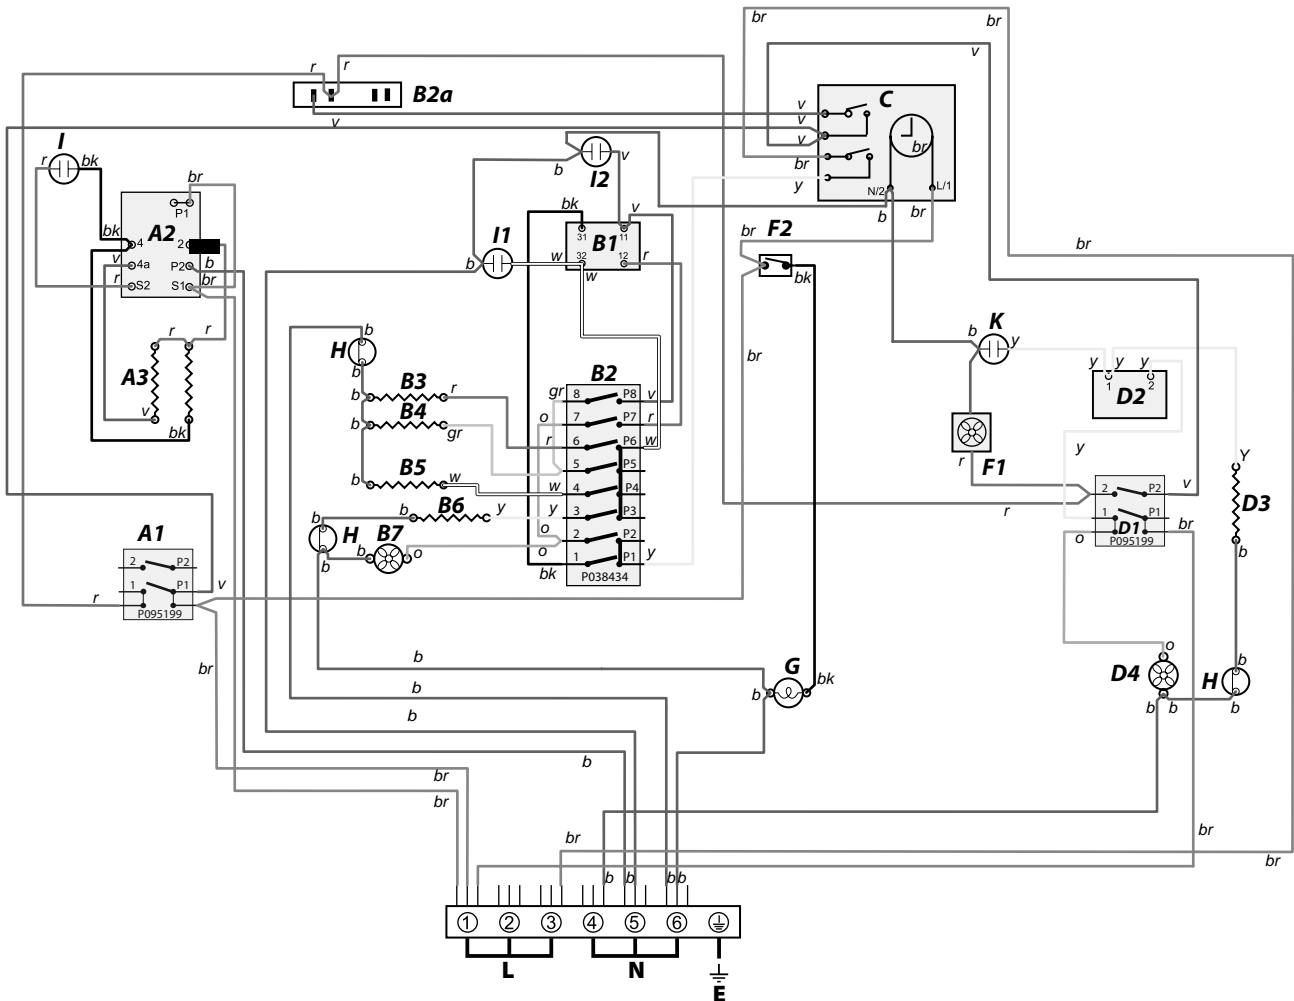 br
br
v
r
r
B2a
C
v
v
v
v
br
br
y
N/2
L/1
b
br
I
r
bk
br
P1
A2
bk
4
2
b
v
4a
P2
r
S2
S1
br
I2
b
v
bk
v
31
11
B1
32
12
r
w
w
I1
b
br
F2
bk
br
br
r
r
A3
v
bk
H
b
b
B3
b
r
B4
b
gr
B5
b
w
B6
b
y
H
b
b
B7
b
o
B2
gr
8
P8
v
o
7
P7
r
r
6
P6
w
5
P5
w
4
P4
y
3
P3
o
2
P2
o
1
P1
y
bk
P038434
K
b
y
y
y
y
1
2
D2
F1
r
y
Y
D3
b
r
2
P2
v
1
P1
br
D1
o
P095199
A1
2
P2
1
P1
v
r
P095199
br
b
b
b
b
G
b
bk
o
D4
b
b
H
b
b
br
br
br
br
br
b
b
b
b
1
2
3
4
5
6
L
N
E